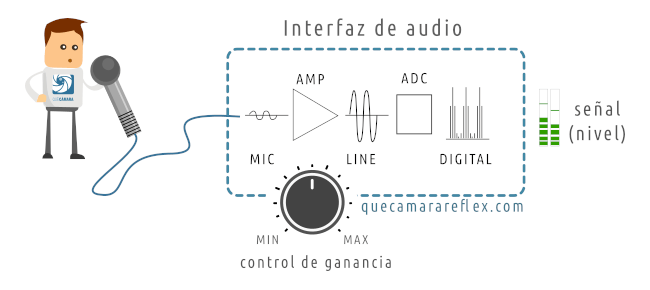 Interfaz de audio
AMP
ADC
MIC
LINE
DIGITAL
señal
(nivel)
quecamarareflex.com
MIN
MAX
control de ganancia